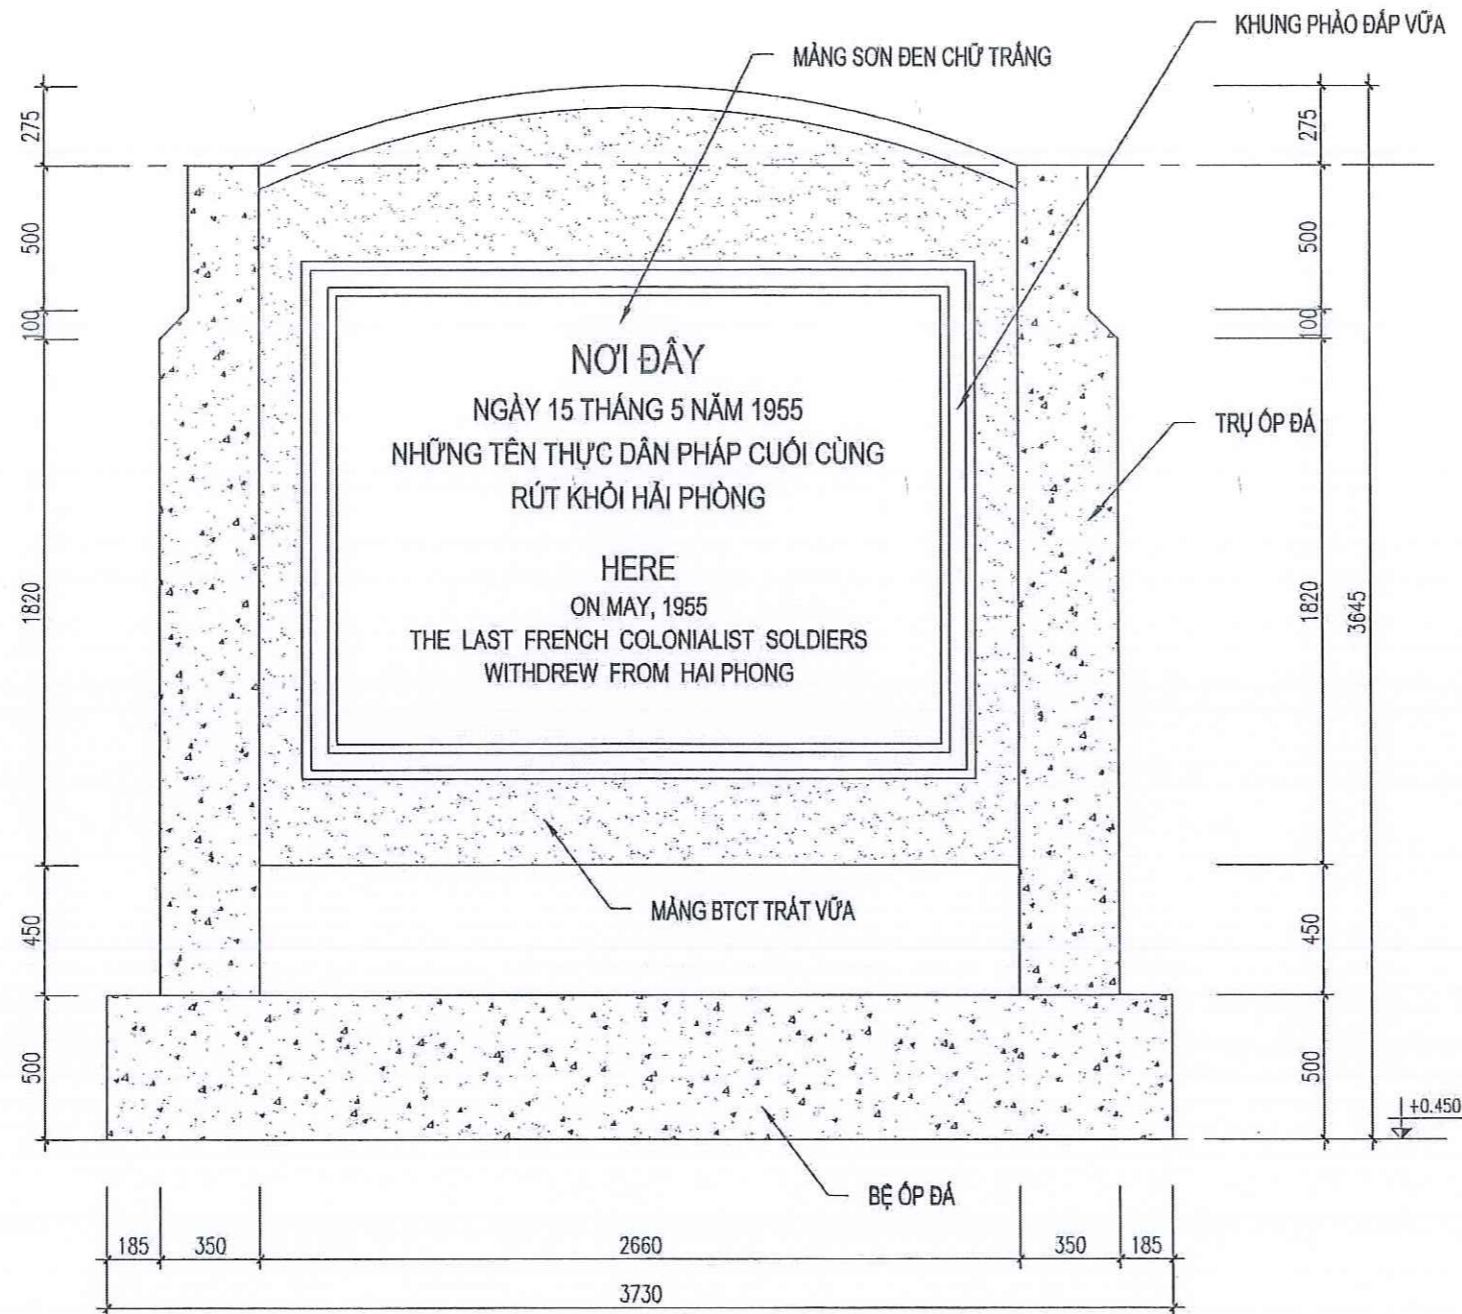 KHUNG PHÀO ĐẮP VỮA
MẢNG SƠN ĐEN CHỮ TRẮNG
275
500
100
1820
450
500
275
500
100
1820
450
500
3645
NƠI ĐÂY
NGÀY 15 THÁNG 5 NĂM 1955
NHỮNG TÊN THỰC DÂN PHÁP CUỐI CÙNG
RÚT KHỎI HẢI PHÒNG
HERE
ON MAY, 1955
THE LAST FRENCH COLONIALIST SOLDIERS
WITHDREW FROM HAI PHONG
TRỤ ỐP ĐÁ
MẢNG BTCT TRÁT VỮA
+0.450
BỆ ỐP ĐÁ
185 350 2660 350 185
3730